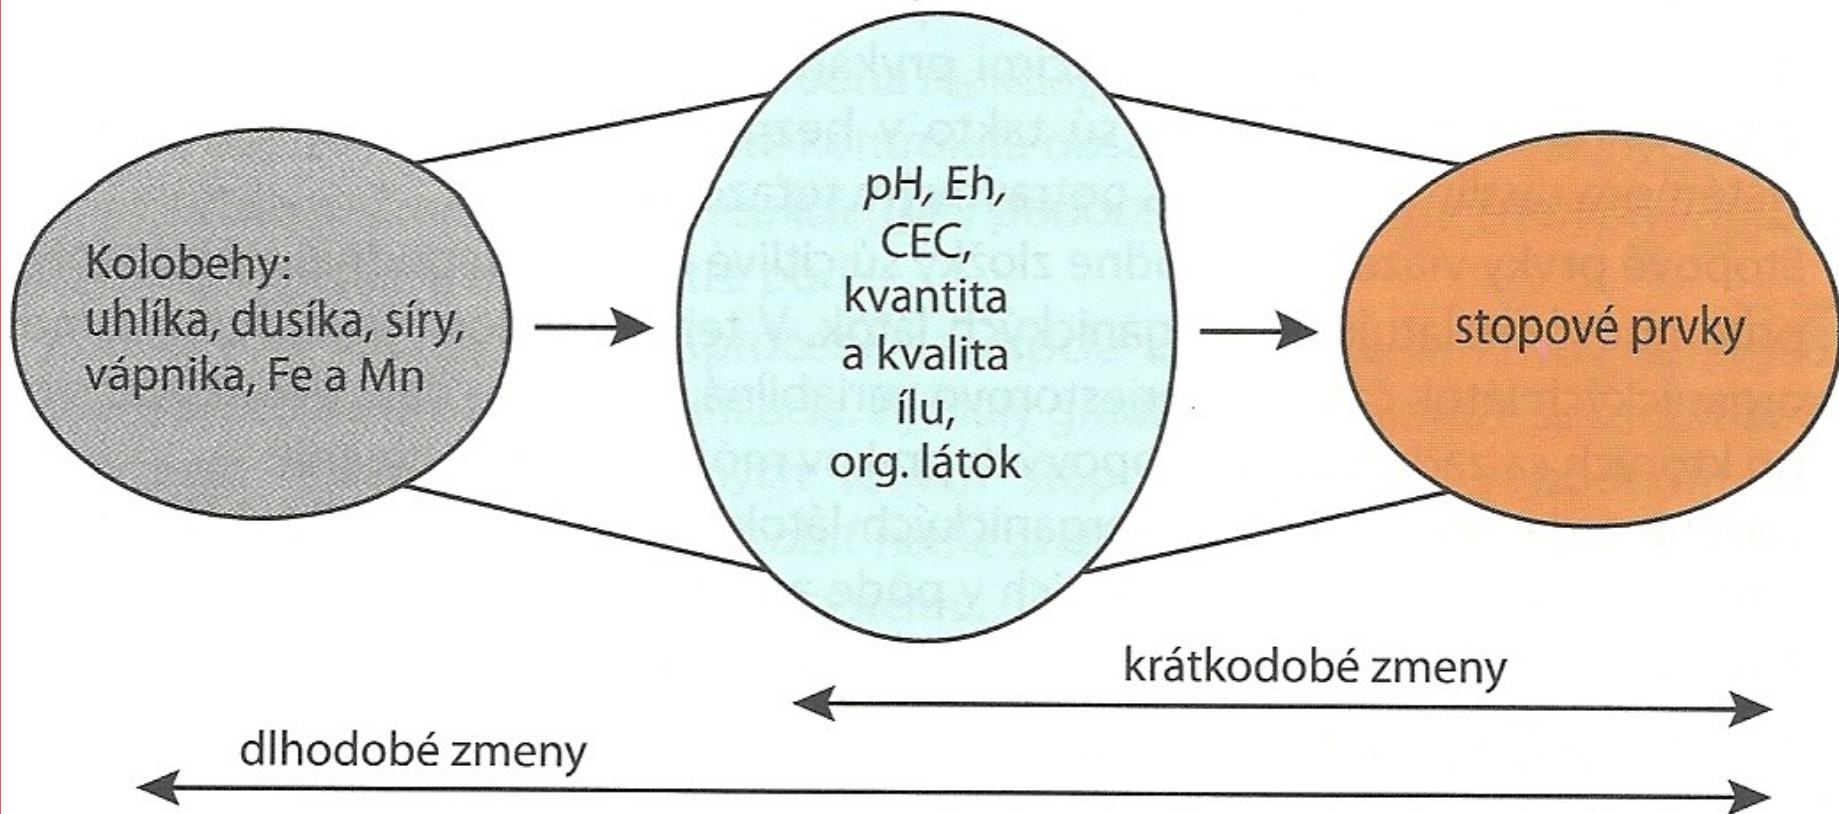 Kolobehy:
uhlíka, dusíka, síry,
vápnika, Fe a Mn
pH, Eh,
CEC,
kvantita
a kvalita
ílu,
org. látok
stopové prvky
krátkodobé zmeny
dlhodobé zmeny